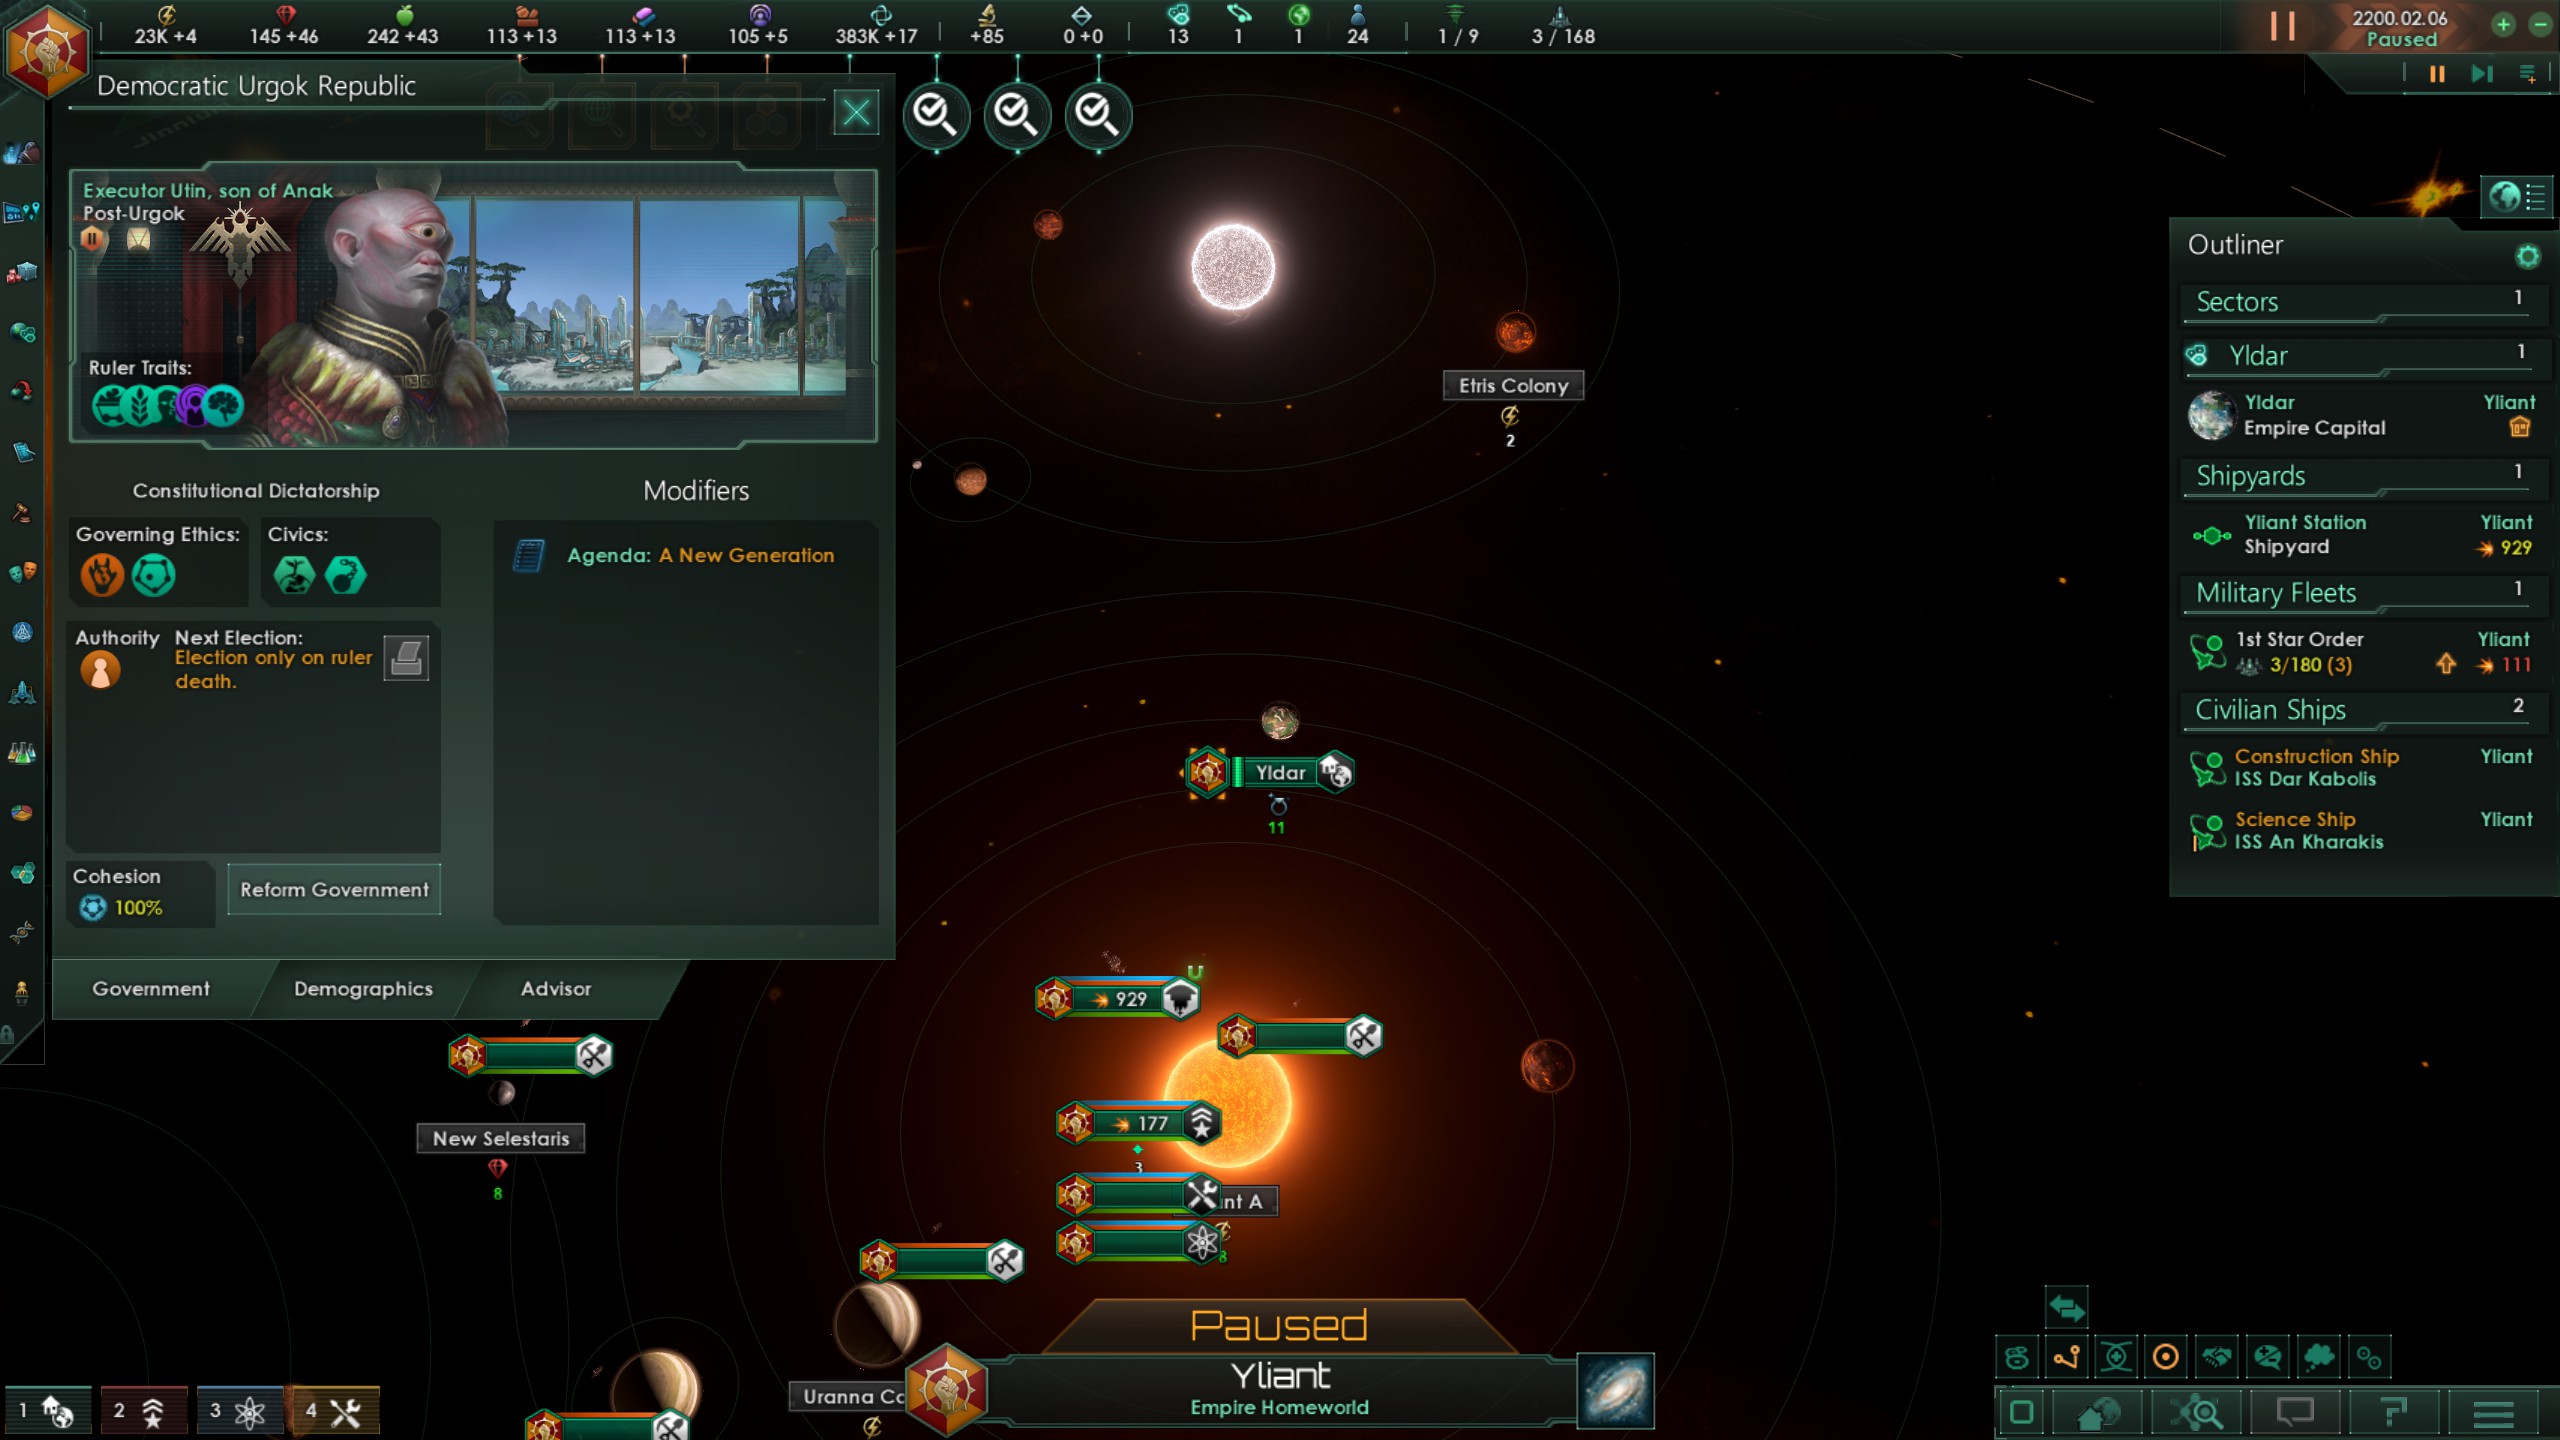 23K +4
145 +46
242 +43
113 +13
113 +13
105 +5
383K +17
+85
0 +0
13
1
1
24
1 / 9
3 / 168
2200.02.06
Paused
Democratic Urgok Republic
Executor Utin, son of Anak
Post-Urgok
Ruler Traits:
Constitutional Dictatorship
Governing Ethics:
Civics:
Authority
Next Election:
Election only on ruler
death.
Cohesion
100%
Reform Government
Modifiers
Agenda: A New Generation
Government
Demographics
Advisor
Etris Colony
2
Yldar
11
929
177
3
nt A
8
New Selestaris
8
Uranna Co
Paused
Yliant
Empire Homeworld
1
2
3
4
Outliner
Sectors
1
Yldar
1
Yldar
Yliant
Empire Capital
Shipyards
1
Yliant Station
Yliant
Shipyard
929
Military Fleets
1
1st Star Order
Yliant
3/180 (3)
111
Civilian Ships
2
Construction Ship
Yliant
ISS Dar Kabolis
Science Ship
Yliant
ISS An Kharakis